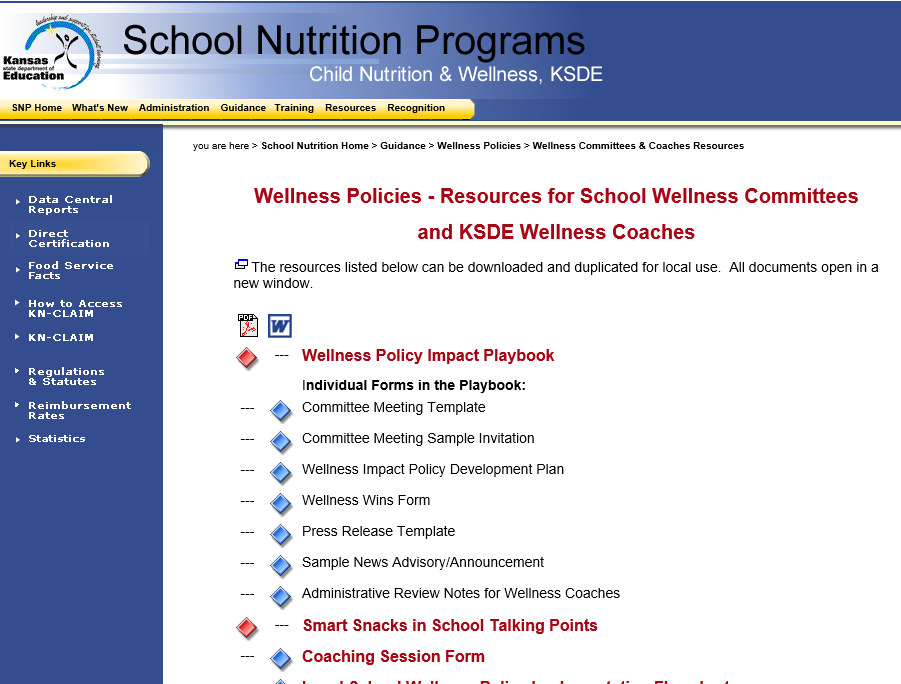 leadership and support for student learning
Kansas
state department of
Education
School Nutrition Programs
Child Nutrition & Wellness, KSDE
SNP Home What's New Administration Guidance Training Resources Recognition
you are here > School Nutrition Home > Guidance > Wellness Policies > Wellness Committees & Coaches Resources
Key Links
Data Central
Reports
Direct
Certification
Food Service
Facts
How to Access
KN-CLAIM
KN-CLAIM
Regulations
& Statutes
Reimbursement
Rates
Statistics
Wellness Policies - Resources for School Wellness Committees
and KSDE Wellness Coaches
The resources listed below can be downloaded and duplicated for local use. All documents open in a
new window.
PDF W
--- Wellness Policy Impact Playbook
Individual Forms in the Playbook:
--- Committee Meeting Template
--- Committee Meeting Sample Invitation
--- Wellness Impact Policy Development Plan
--- Wellness Wins Form
--- Press Release Template
--- Sample News Advisory/Announcement
--- Administrative Review Notes for Wellness Coaches
--- Smart Snacks in School Talking Points
--- Coaching Session Form